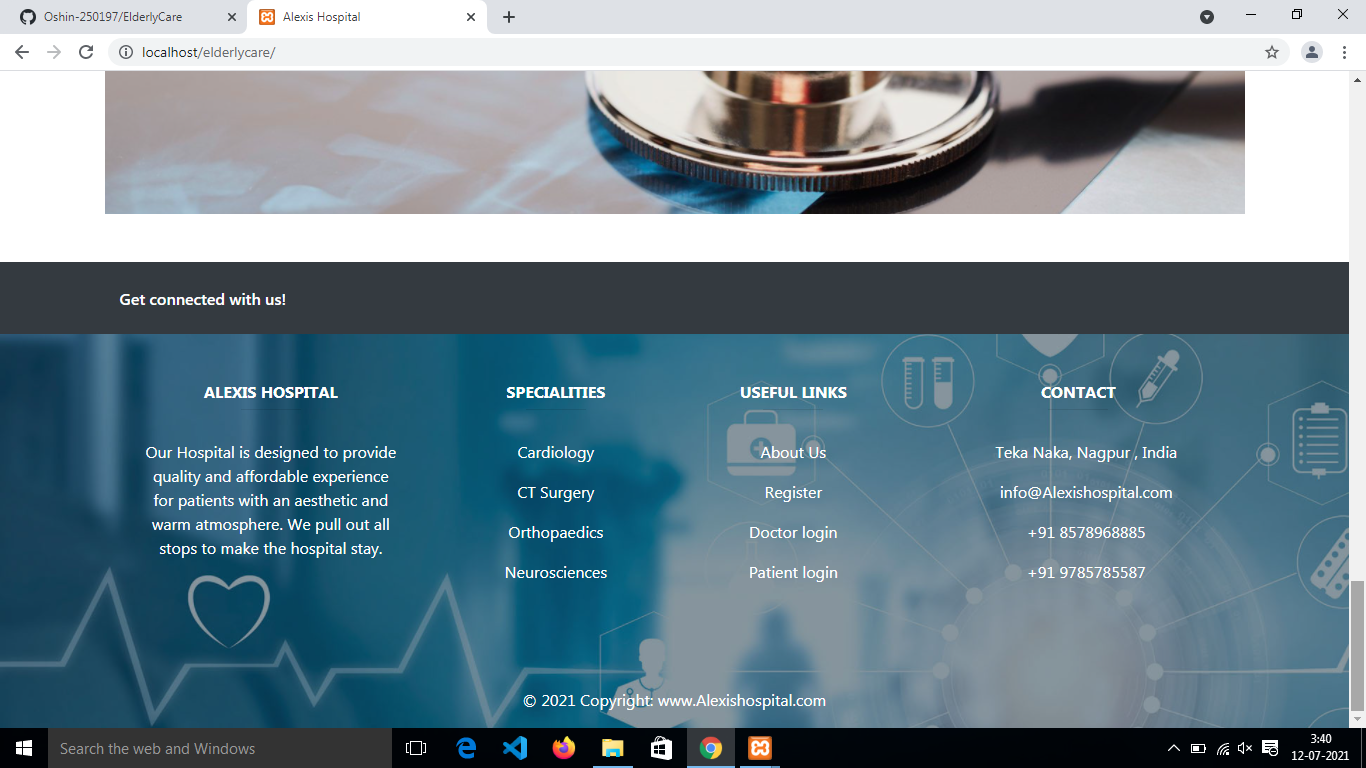 Oshin-250197/ElderlyCare
Alexis Hospital
localhost/elderlycare/
Get connected with us!
ALEXIS HOSPITAL
Our Hospital is designed to provide
quality and affordable experience
for patients with an aesthetic and
warm atmosphere. We pull out all
stops to make the hospital stay.
SPECIALITIES
Cardiology
CT Surgery
Orthopaedics
Neurosciences
USEFUL LINKS
About Us
Register
Doctor login
Patient login
CONTACT
Teka Naka, Nagpur , India
info@Alexishospital.com
+91 8578968885
+91 9785785587
© 2021 Copyright: www.Alexishospital.com
Search the web and Windows
3:40
12-07-2021